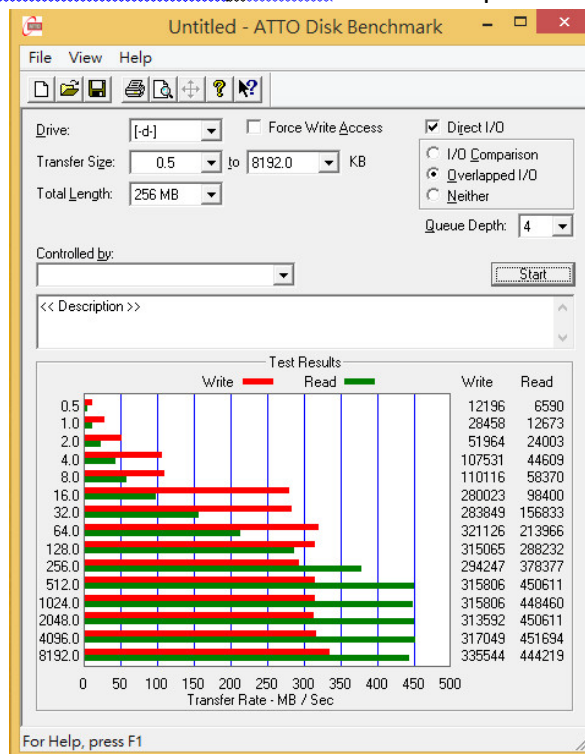 Untitled - ATTO Disk Benchmark
File View Help
Drive: [-d-] Force Write Access Direct I/O
Transfer Size: 0.5 to 8192.0 KB
I/O Comparison
Overlapped I/O
Neither
Total Length: 256 MB
Queue Depth: 4
Controlled by:
Start
<< Description >>
Test Results
Write Read Write Read
0.5 12196 6590
1.0 28458 12673
2.0 51964 24003
4.0 107531 44609
8.0 110116 58370
16.0 280023 98400
32.0 283849 156833
64.0 321126 213966
128.0 315065 288232
256.0 294247 378377
512.0 315806 450611
1024.0 315806 448460
2048.0 313592 450611
4096.0 317049 451694
8192.0 335544 444219
0 50 100 150 200 250 300 350 400 450 500
Transfer Rate - MB / Sec
For Help, press F1